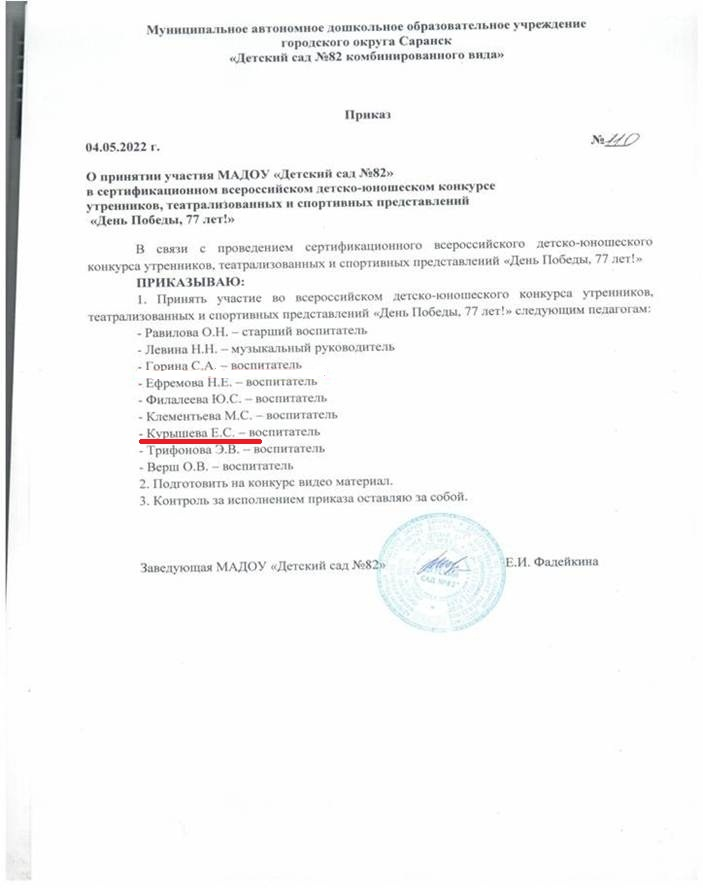 Муниципальное автономное дошкольное образовательное учреждение
городского округа Саранск
«Детский сад №82 комбинированного вида»
Приказ
04.05.2022 г.
№110
О принятии участия МАДОУ «Детский сад №82»
в сертификационном всероссийском детско-юношеском конкурсе
утренников, театрализованных и спортивных представлений
«День Победы, 77 лет!»
В связи с проведением сертификационного всероссийского детско-юношеского
конкурса утренников, театрализованных и спортивных представлений «День Победы, 77 лет!»
ПРИКАЗЫВАЮ:
1. Принять участие во всероссийском детско-юношеского конкурса утренников,
театрализованных и спортивных представлений «День Победы, 77 лет!» следующим педагогам:
- Равилова О.Н. – старший воспитатель
- Левина Н.Н. – музыкальный руководитель
- Горина С.А. – воспитатель
- Ефремова Н.Е. – воспитатель
- Филалеева Ю.С. – воспитатель
- Клементьева М.С. – воспитатель
- Курышева Е.С. – воспитатель
- Трифонова Э.В. – воспитатель
- Верш О.В. – воспитатель
2. Подготовить на конкурс видео материал.
3. Контроль за исполнением приказа оставляю за собой.
Заведующая МАДОУ «Детский сад №82»
Е.И. Фадейкина
САД №82"